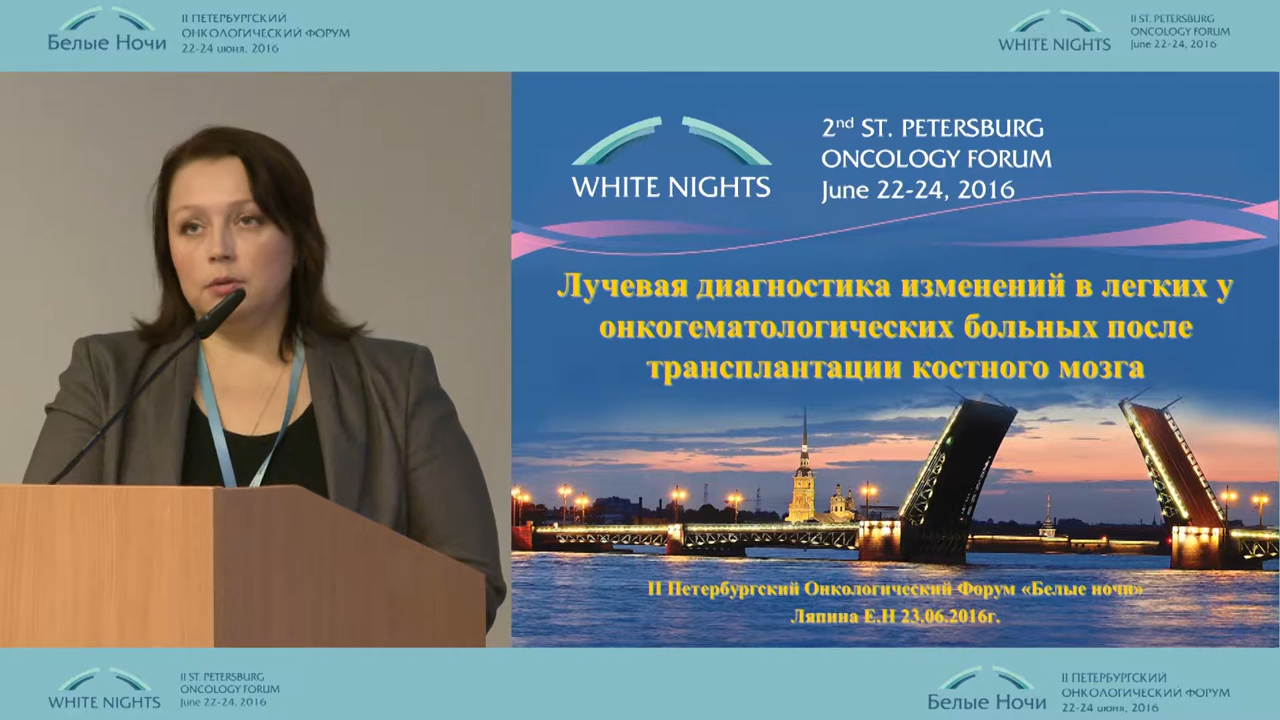 Белые Ночи
II ПЕТЕРБУРГСКИЙ
ОНКОЛОГИЧЕСКИЙ ФОРУМ
22-24 июня, 2016
WHITE NIGHTS
II ST. PETERSBURG
ONCOLOGY FORUM
June 22-24, 2016
WHITE NIGHTS
2nd ST. PETERSBURG
ONCOLOGY FORUM
June 22-24, 2016
Лучевая диагностика изменений в легких у
онкогематологических больных после
трансплантации костного мозга
II Петербургский Онкологический Форум «Белые ночи»
Ляпина Е.Н 23.06.2016г.
WHITE NIGHTS
II ST. PETERSBURG
ONCOLOGY FORUM
June 22-24, 2016
Белые Ночи
II ПЕТЕРБУРГСКИЙ
ОНКОЛОГИЧЕСКИЙ ФОРУМ
22-24 июня, 2016